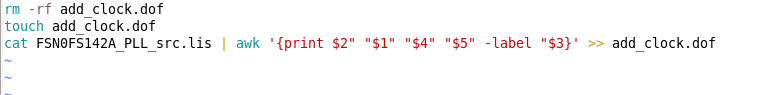 rm -rf add_clock.dof
touch add_clock.dof
cat FSN0FS142A_PLL_src.lis | awk '{print $2" "$1" "$4" "$5" -label "$3}' >> add_clock.dof
~
~
~